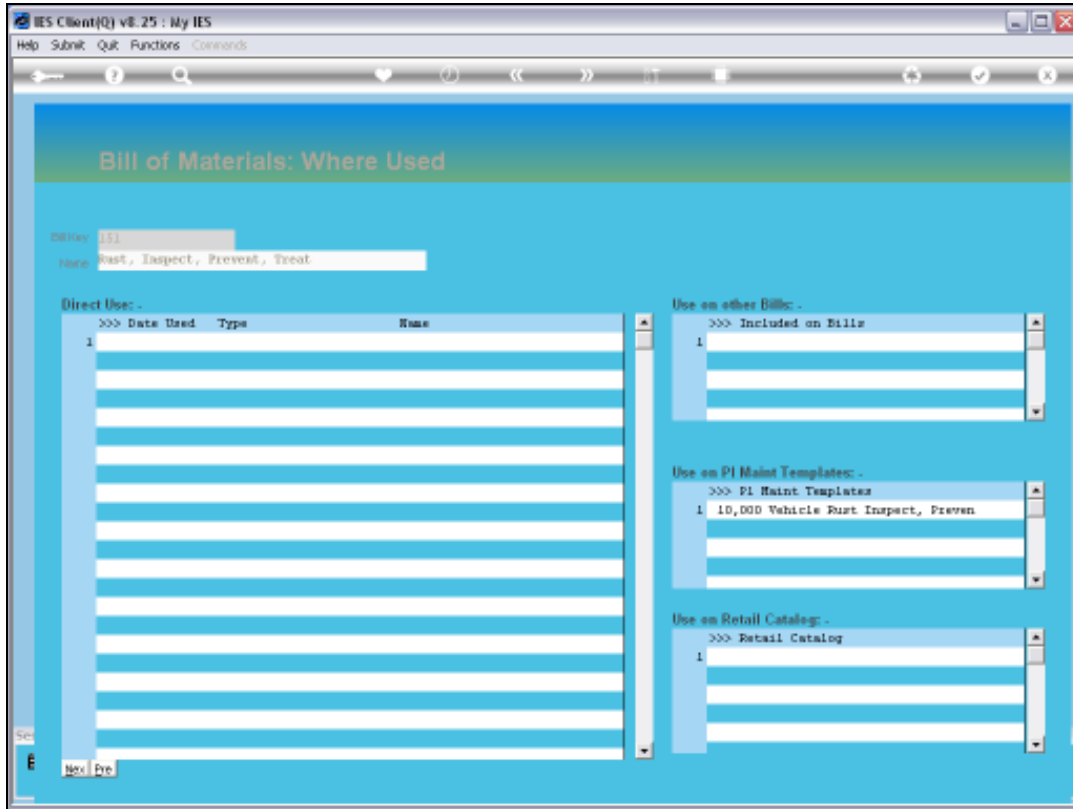 IES Client(Q) v8.25 : My IES
Help Submit Quit Functions Commands
Bill of Materials: Where Used
151
Name Rust, Inspect, Prevent, Treat
Direct Use: -
>>> Date Used Type Name
1
Use on other Bills: -
>>> Included on Bills
1
Use on PI Maint Templates: -
>>> PI Maint Templates
1 10,000 Vehicle Rust Inspect, Preven
Use on Retail Catalog: -
>>> Retail Catalog
1
Nex Pre